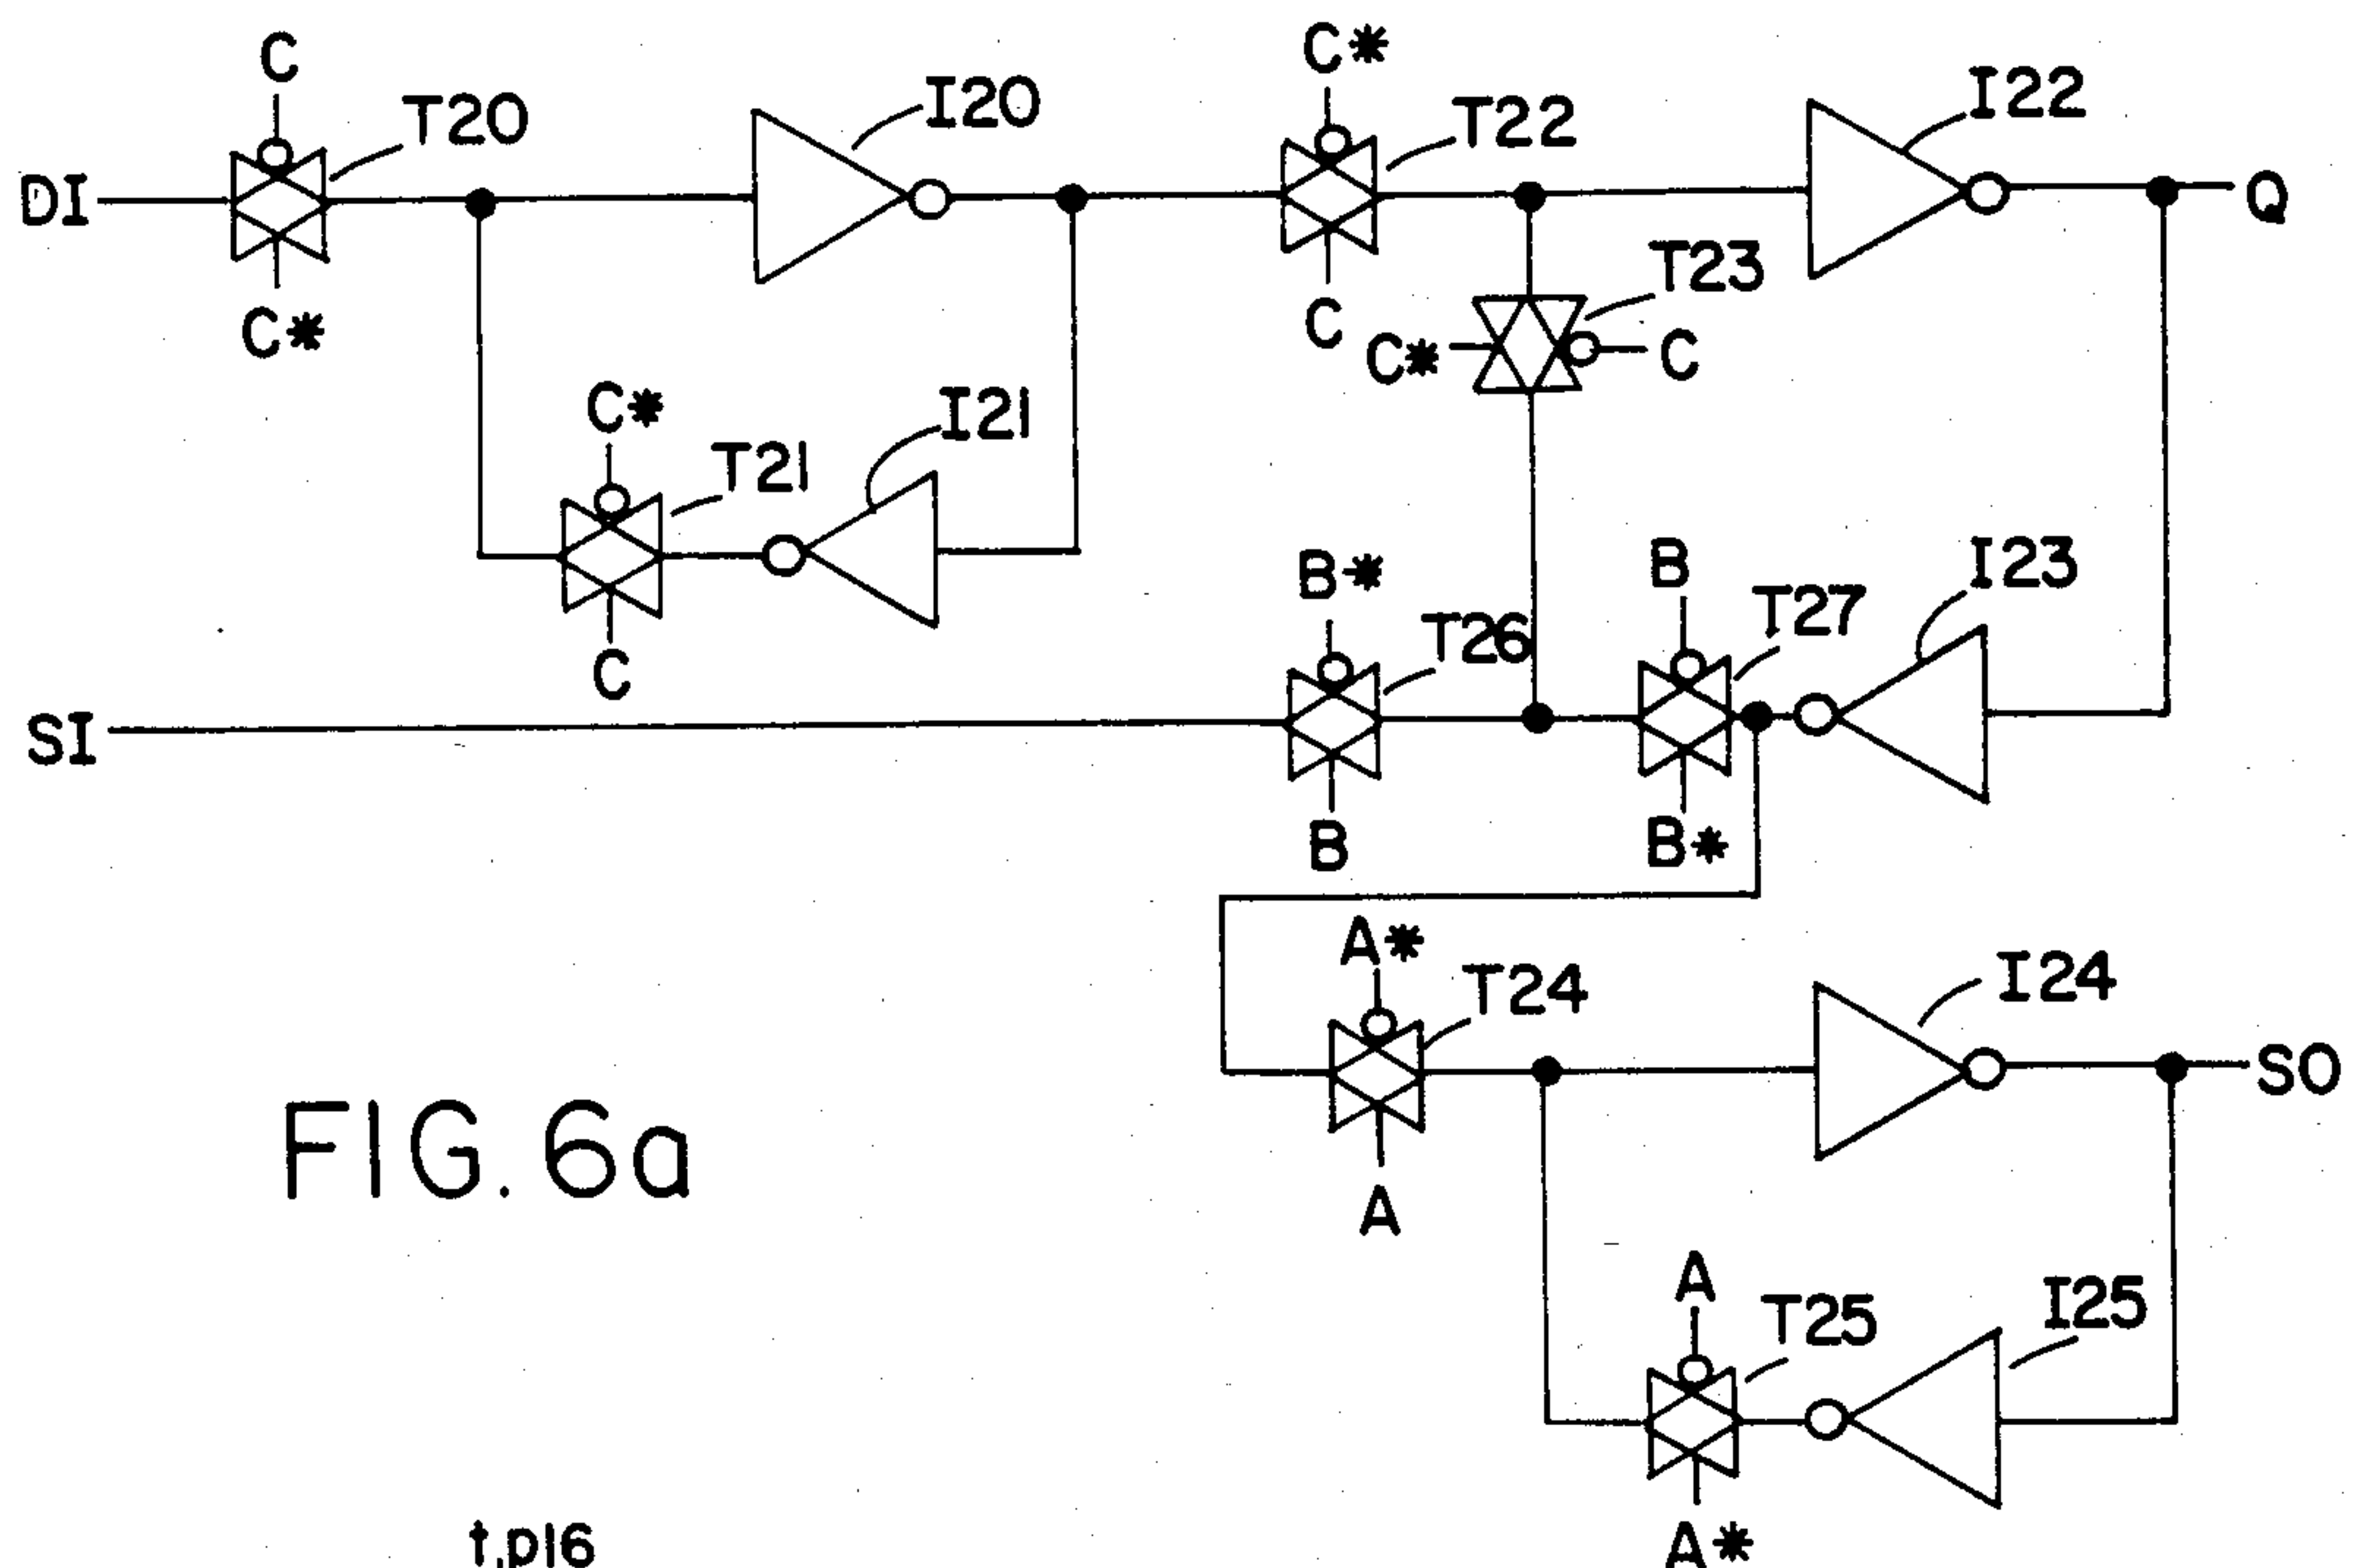 C
T20
I20
C*
T22
I22
DI
Q
C*
T23
C*
C
C
C*
T21
I21
C
B*
T26
B
T27
I23
SI
B
B*
A*
T24
I24
SO
A
FIG. 6a
A
T25
I25
A*
t,p16